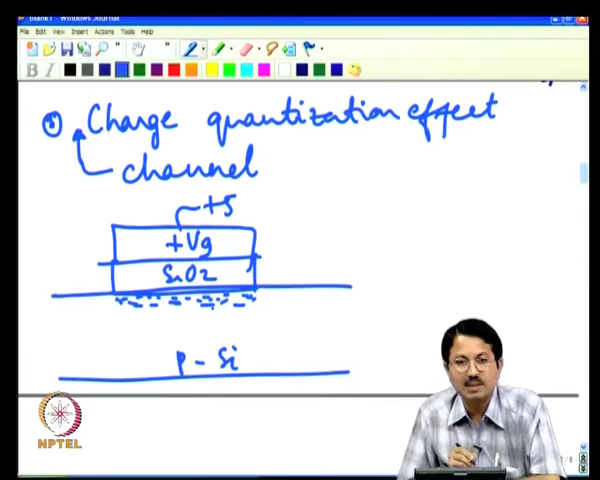 Blank1 - Windows Journal
File Edit View Insert Actions Tools Help
B I
Charge quantization effect
channel
+5
+Vg
SiO2
P - Si
NPTEL